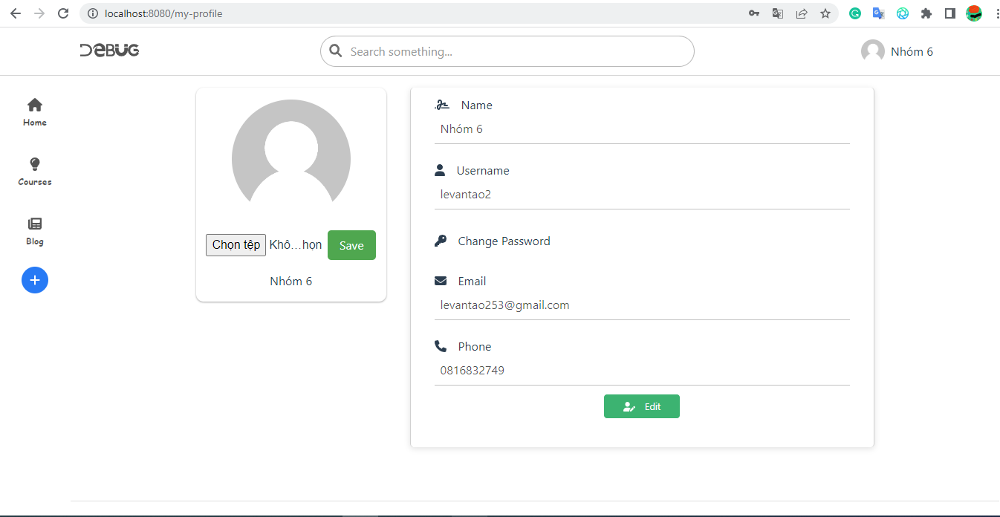 localhost:8080/my-profile
DEBUG
Search something...
Nhóm 6
Home
Courses
Blog
Chọn tệp Khô...họn Save
Nhóm 6
Name
Nhóm 6
Username
levantao2
Change Password
Email
levantao253@gmail.com
Phone
0816832749
Edit